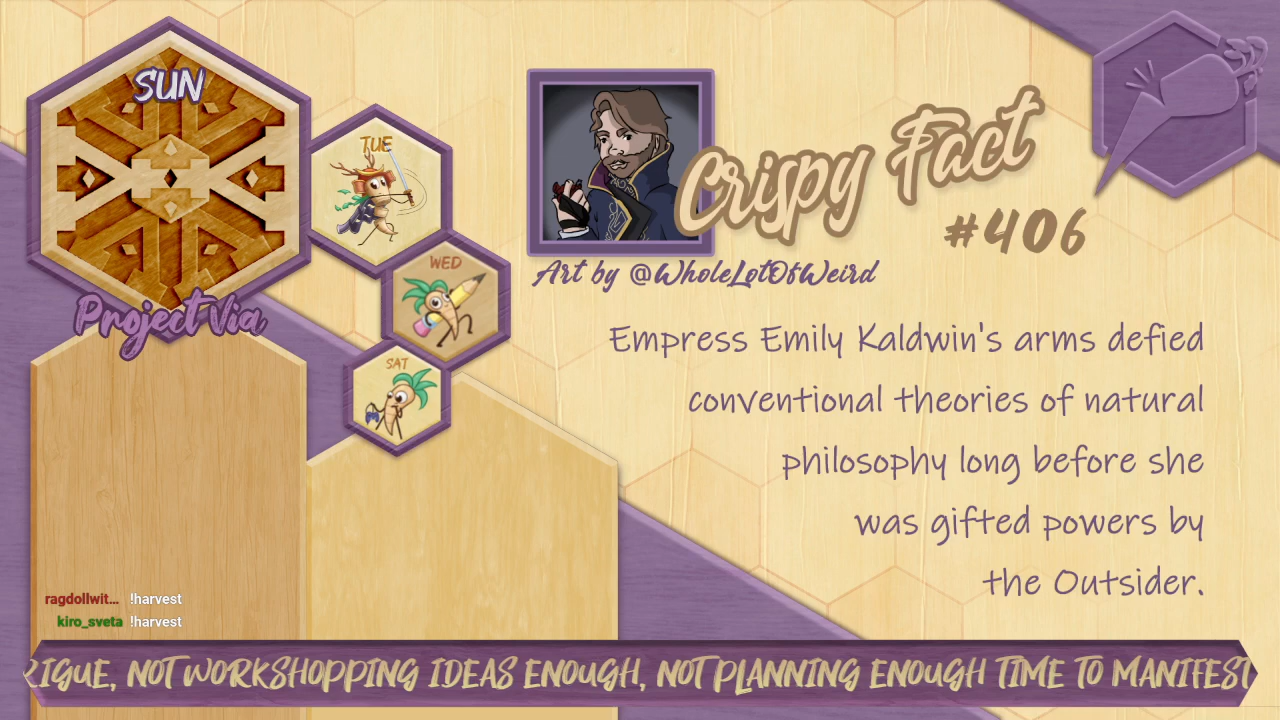 SUN
TUE
WED
SAT
Project Via
Crispy Fact
#406
Art by @WholeLotOfWeird
Empress Emily Kaldwin's arms defied
conventional theories of natural
philosophy long before she
was gifted powers by
the Outsider.
ragdollwit... !harvest
kiro_sveta !harvest
IGUE, NOT WORKSHOPPING IDEAS ENOUGH, NOT PLANNING ENOUGH TIME TO MANIFEST